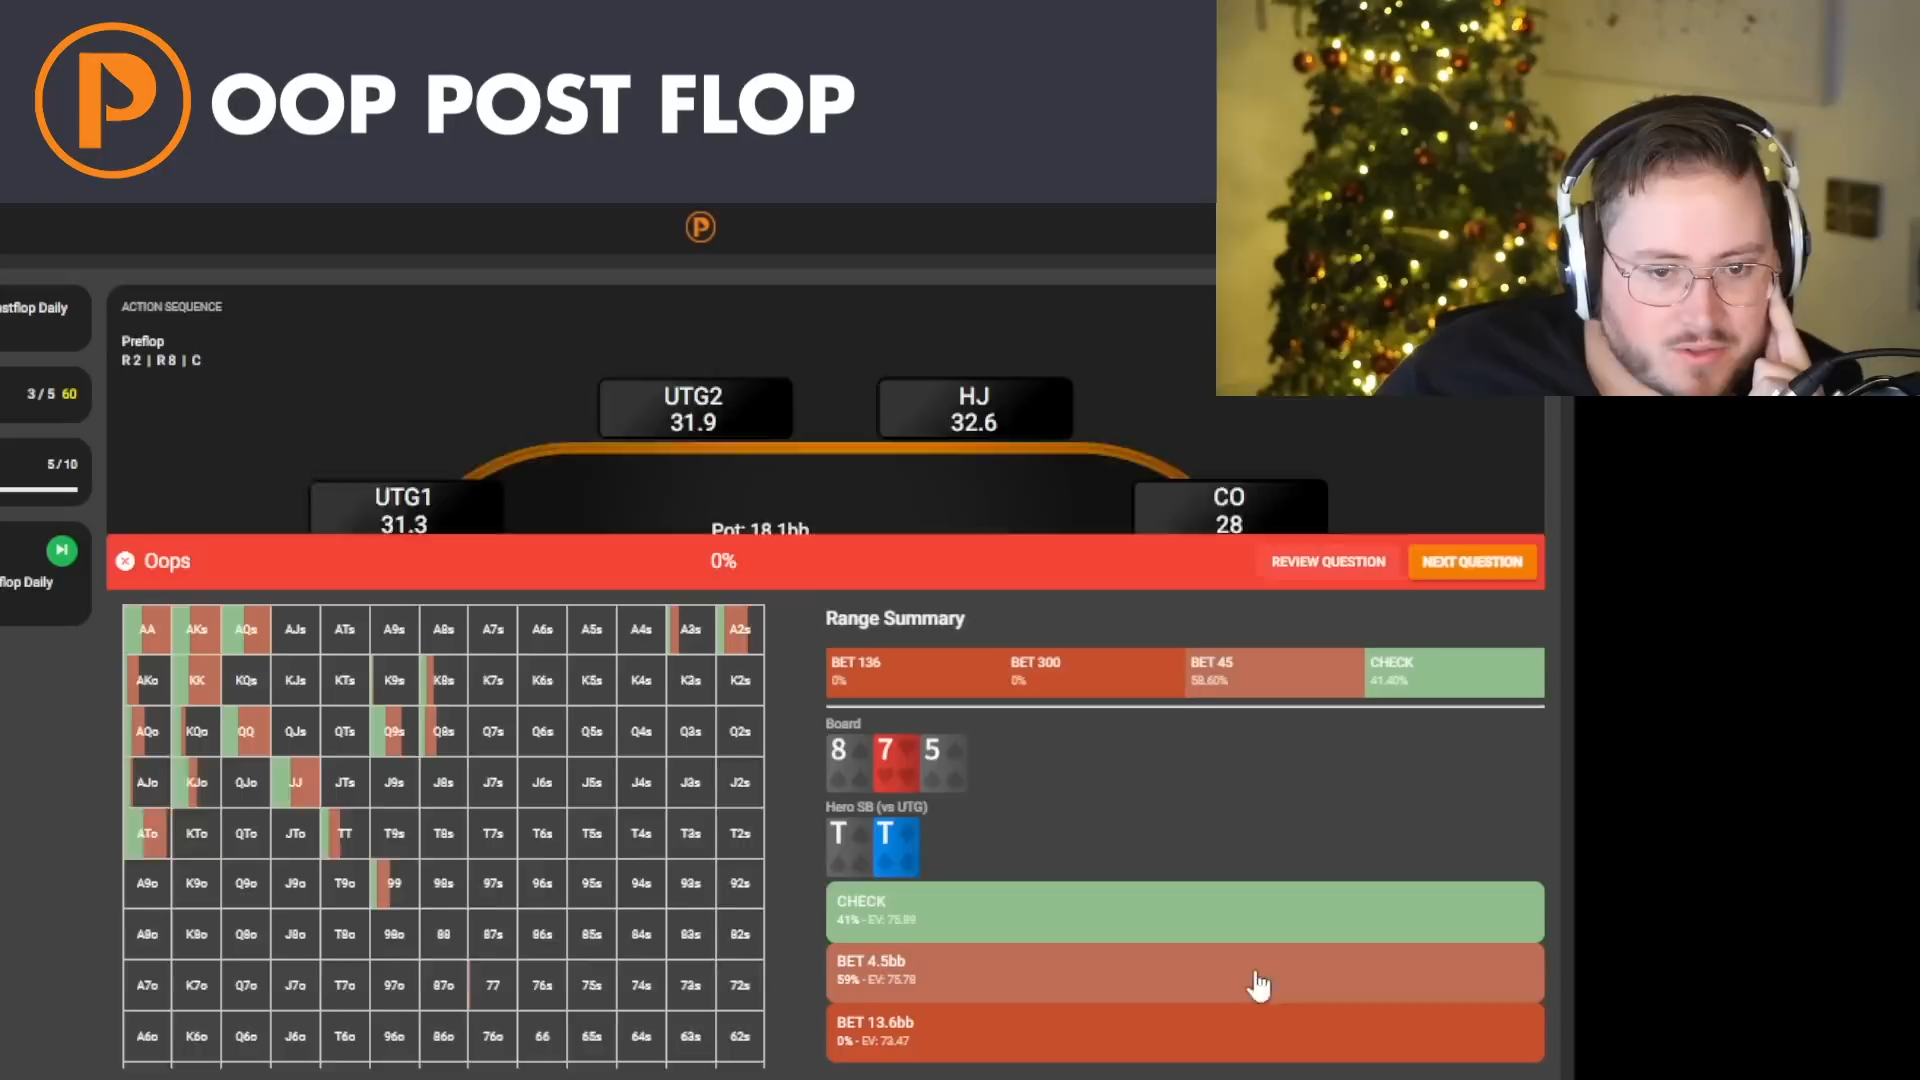 P OOP POST FLOP
P
stflop Daily
3 / 5 60
5 / 10
flop Daily
ACTION SEQUENCE
Preflop
R 2 | R 8 | C
UTG2
31.9
HJ
32.6
UTG1
31.3
CO
28
Pot: 18.1bb
Oops 0% REVIEW QUESTION NEXT QUESTION
AA AKs AQs AJs ATs A9s A8s A7s A6s A5s A4s A3s A2s
AKo KK KQs KJs KTs K9s K8s K7s K6s K5s K4s K3s K2s
AQo KQo QQ QJs QTs Q9s Q8s Q7s Q6s Q5s Q4s Q3s Q2s
AJo KJo QJo JJ JTs J9s J8s J7s J6s J5s J4s J3s J2s
ATo KTo QTo JTo TT T9s T8s T7s T6s T5s T4s T3s T2s
A9o K9o Q9o J9o T9o 99 98s 97s 96s 95s 94s 93s 92s
A8o K8o Q8o J8o T8o 98o 88 87s 86s 85s 84s 83s 82s
A7o K7o Q7o J7o T7o 97o 87o 77 76s 75s 74s 73s 72s
A6o K6o Q6o J6o T6o 96o 86o 76o 66 65s 64s 63s 62s
Range Summary
BET 136 BET 300 BET 45 CHECK
0% 0% 58.60% 41.40%
Board
8 7 5
Hero SB (vs UTG)
T T
CHECK
41% - EV: 75.89
BET 4.5bb
59% - EV: 75.78
BET 13.6bb
0% - EV: 73.47